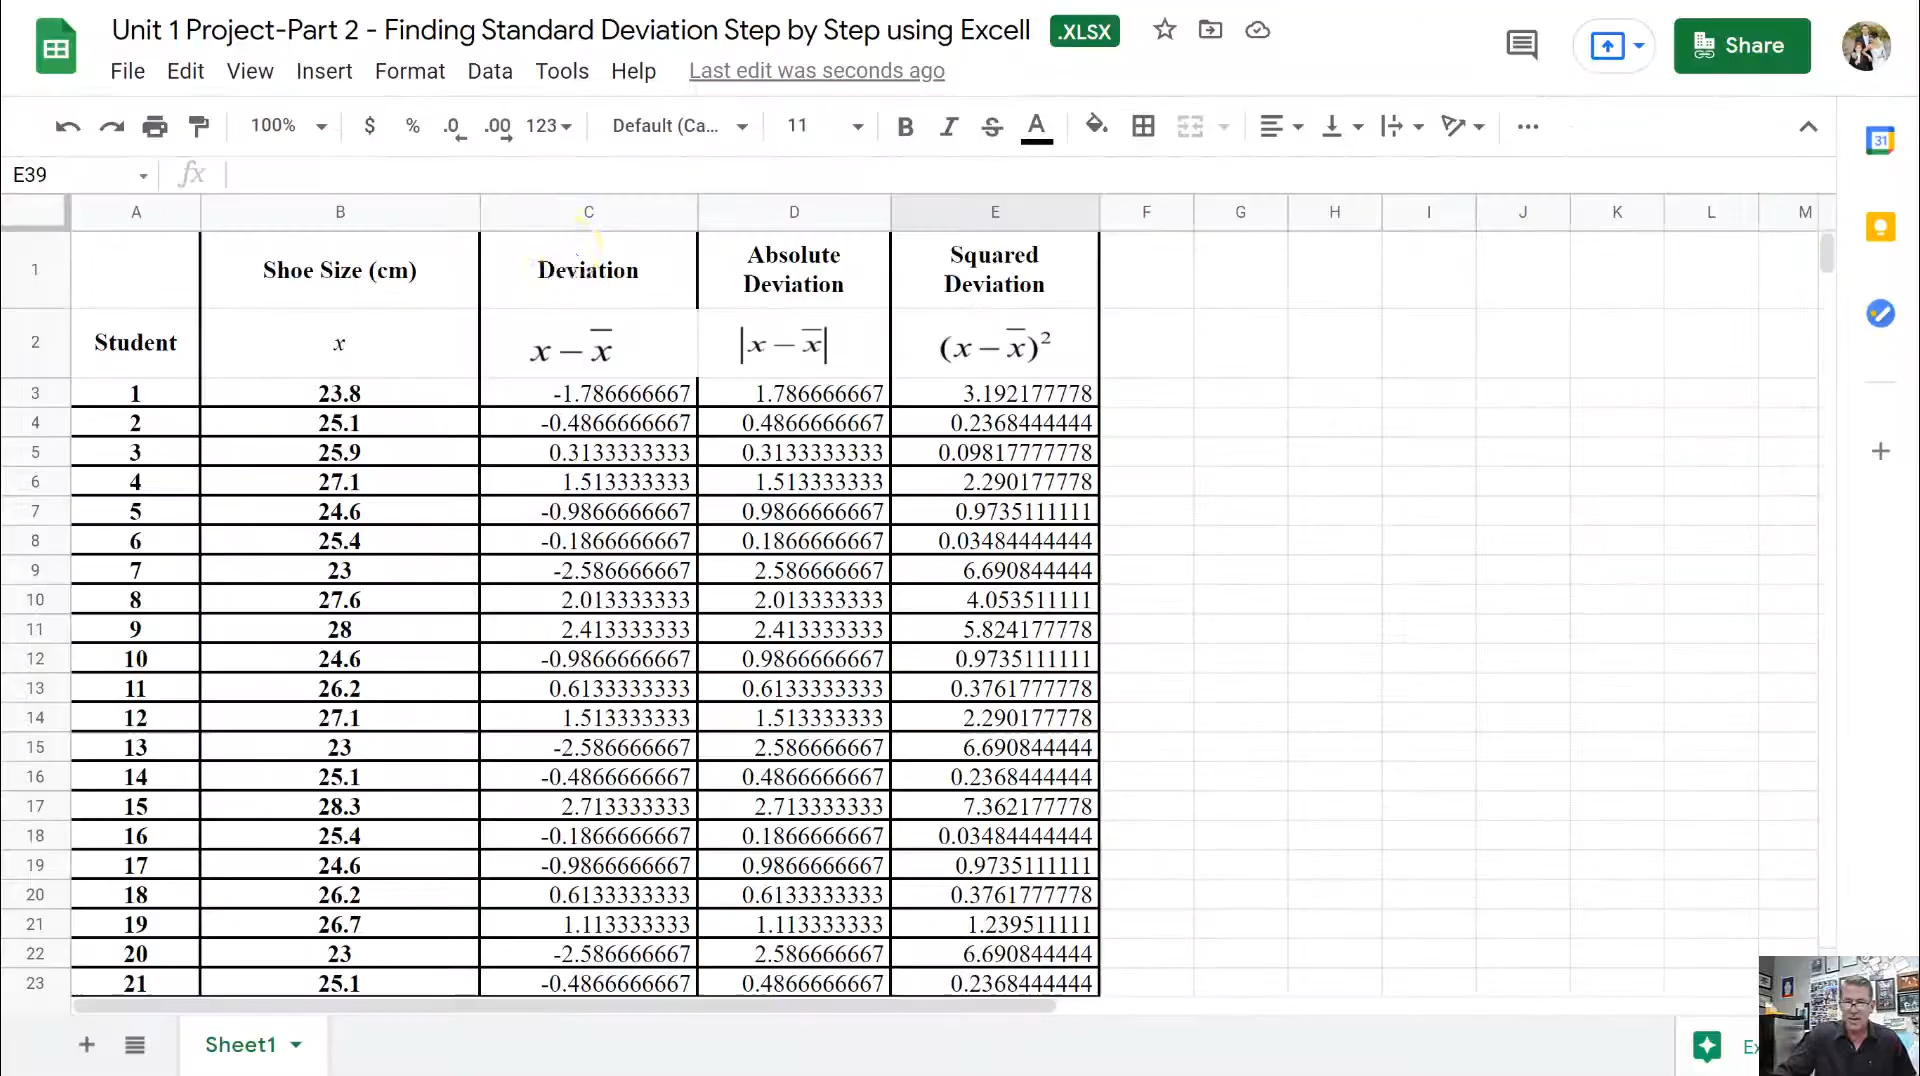 Unit 1 Project-Part 2 - Finding Standard Deviation Step by Step using Excell .XLSX
File Edit View Insert Format Data Tools Help Last edit was seconds ago
Share
100% $ % .0 .00 123 Default (Ca... 11 B I S A
31
E39 fx
A B C D E F G H I J K L M
1 Shoe Size (cm) Deviation Absolute Deviation Squared Deviation
2 Student x x − x̅ |x − x̅| (x − x̅)²
3 1 23.8 -1.786666667 1.786666667 3.192177778
4 2 25.1 -0.4866666667 0.4866666667 0.2368444444
5 3 25.9 0.3133333333 0.3133333333 0.09817777778
6 4 27.1 1.513333333 1.513333333 2.290177778
7 5 24.6 -0.9866666667 0.9866666667 0.9735111111
8 6 25.4 -0.1866666667 0.1866666667 0.03484444444
9 7 23 -2.586666667 2.586666667 6.690844444
10 8 27.6 2.013333333 2.013333333 4.053511111
11 9 28 2.413333333 2.413333333 5.824177778
12 10 24.6 -0.9866666667 0.9866666667 0.9735111111
13 11 26.2 0.6133333333 0.6133333333 0.3761777778
14 12 27.1 1.513333333 1.513333333 2.290177778
15 13 23 -2.586666667 2.586666667 6.690844444
16 14 25.1 -0.4866666667 0.4866666667 0.2368444444
17 15 28.3 2.713333333 2.713333333 7.362177778
18 16 25.4 -0.1866666667 0.1866666667 0.03484444444
19 17 24.6 -0.9866666667 0.9866666667 0.9735111111
20 18 26.2 0.6133333333 0.6133333333 0.3761777778
21 19 26.7 1.113333333 1.113333333 1.239511111
22 20 23 -2.586666667 2.586666667 6.690844444
23 21 25.1 -0.4866666667 0.4866666667 0.2368444444
Sheet1